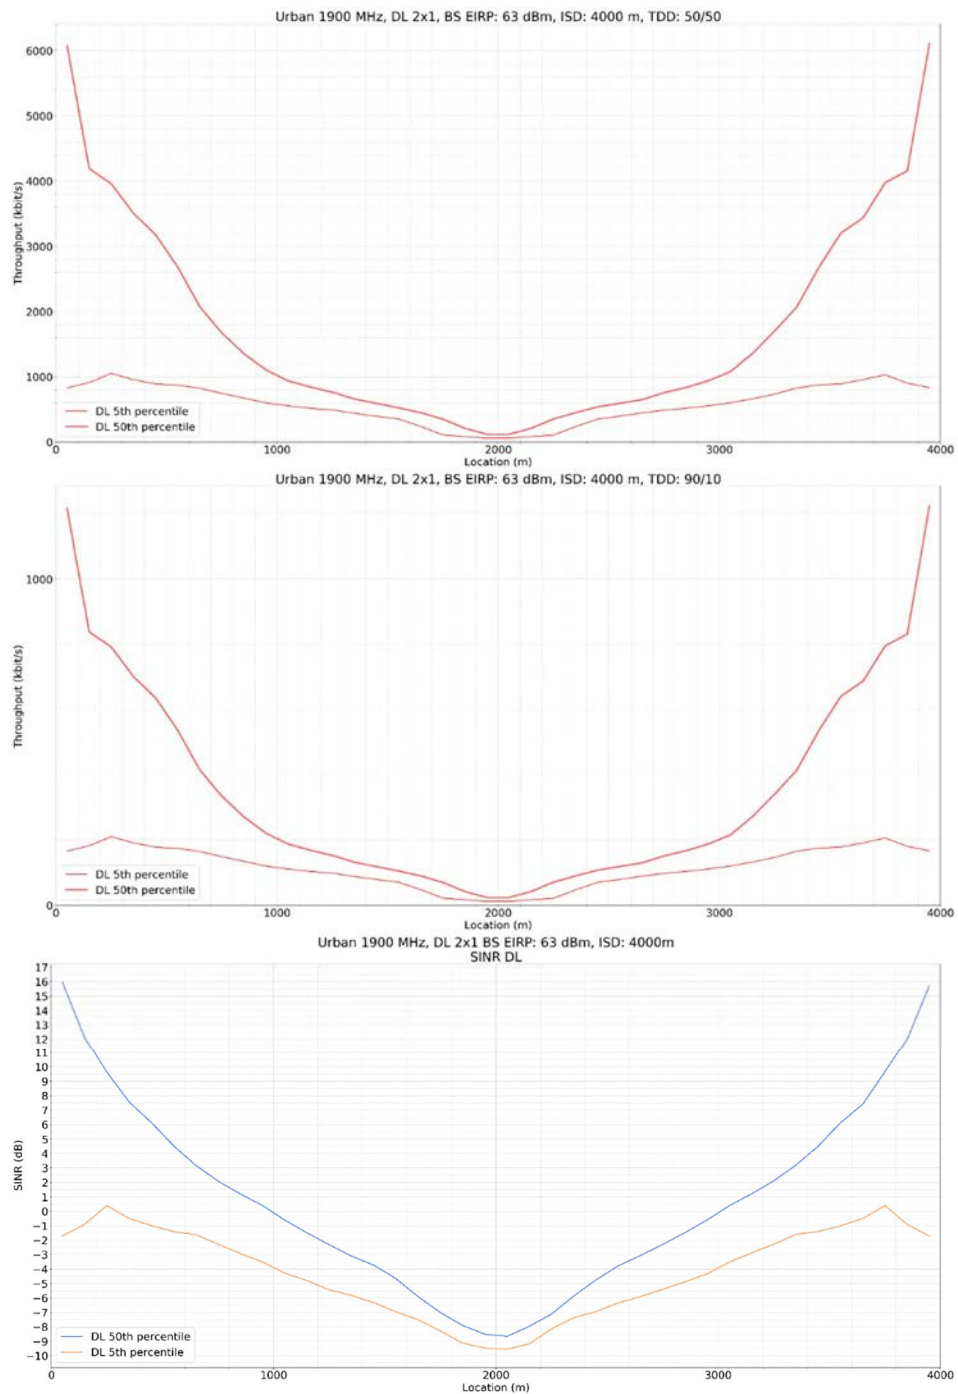 Urban 1900 MHz, DL 2x1, BS EIRP: 63 dBm, ISD: 4000 m, TDD: 50/50
6000
5000
4000
3000
2000
1000
0
Throughput (kbit/s)
DL 5th percentile
DL 50th percentile
0 1000 2000 3000 4000
Location (m)
Urban 1900 MHz, DL 2x1, BS EIRP: 63 dBm, ISD: 4000 m, TDD: 90/10
1000
0
Throughput (kbit/s)
DL 5th percentile
DL 50th percentile
0 1000 2000 3000 4000
Location (m)
Urban 1900 MHz, DL 2x1 BS EIRP: 63 dBm, ISD: 4000m
SINR DL
17
16
15
14
13
12
11
10
9
8
7
6
5
4
3
2
1
0
−1
−2
−3
−4
−5
−6
−7
−8
−9
−10
SINR (dB)
DL 50th percentile
DL 5th percentile
0 1000 2000 3000 4000
Location (m)